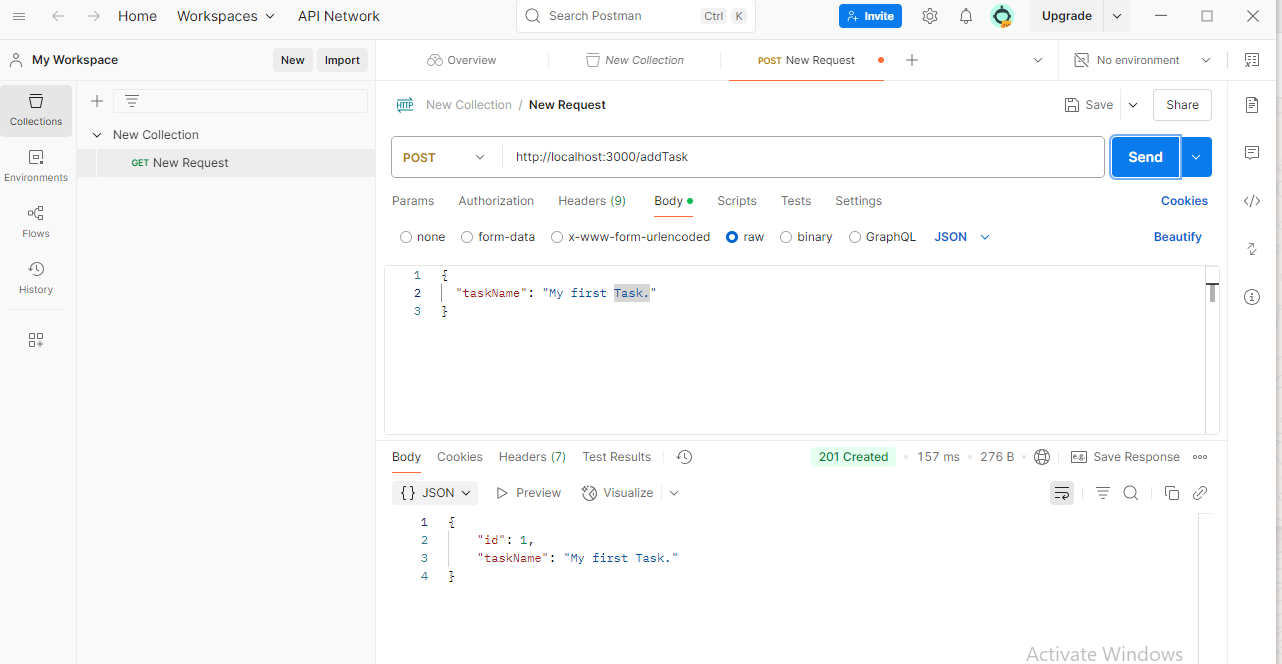 Home Workspaces API Network Search Postman Ctrl K Invite Upgrade
My Workspace New Import Overview New Collection POST New Request No environment
Collections
Environments
Flows
History
New Collection
GET New Request
HTTP New Collection / New Request Save Share
POST http://localhost:3000/addTask Send
Params Authorization Headers (9) Body Scripts Tests Settings Cookies
none form-data x-www-form-urlencoded raw binary GraphQL JSON Beautify
1 {
2 "taskName": "My first Task."
3 }
Body Cookies Headers (7) Test Results 201 Created 157 ms 276 B e.g. Save Response
{} JSON Preview Visualize
1 {
2 "id": 1,
3 "taskName": "My first Task."
4 }
Activate Windows